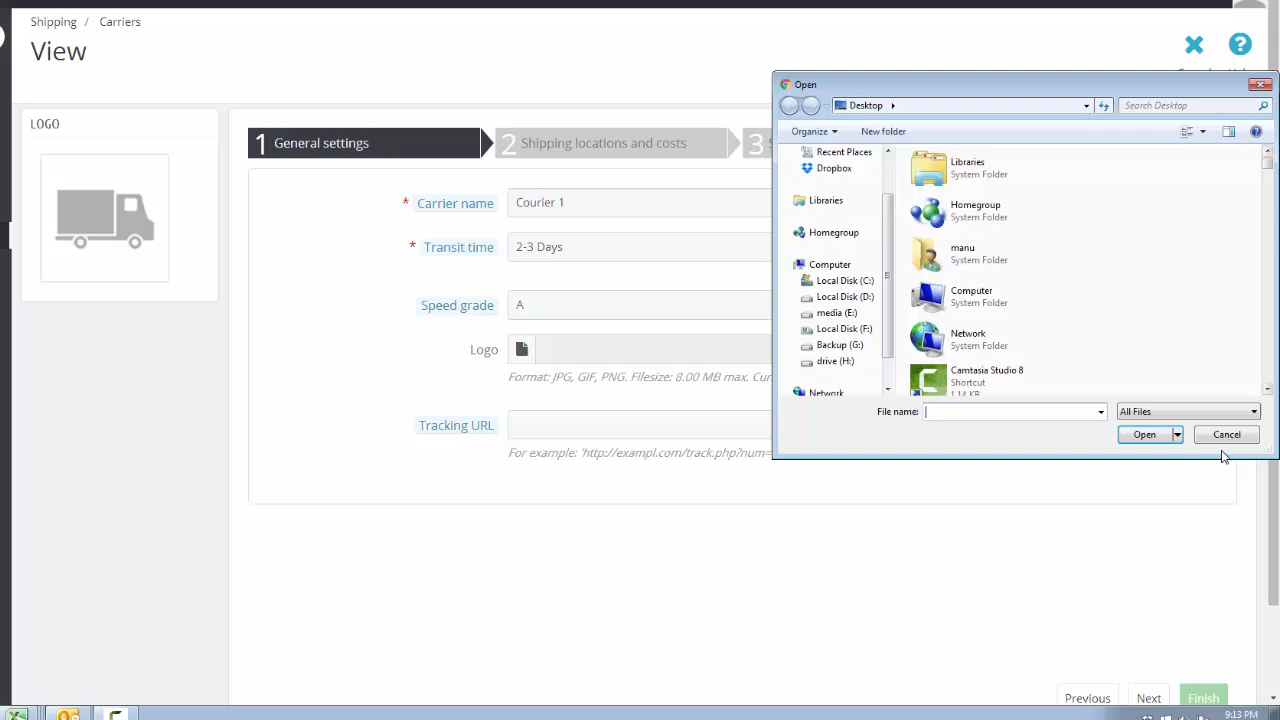 Shipping / Carriers
View
LOGO
1 General settings
2 Shipping locations and costs
3
* Carrier name
Courier 1
* Transit time
2-3 Days
Speed grade
A
Logo
Format: JPG, GIF, PNG. Filesize: 8.00 MB max. Cur
Tracking URL
For example: 'http://exampl.com/track.php?num=
Previous
Next
Finish
Open
Desktop
Search Desktop
Organize
New folder
Recent Places
Dropbox
Libraries
Homegroup
Computer
Local Disk (C:)
Local Disk (D:)
media (E:)
Local Disk (F:)
Backup (G:)
drive (H:)
Network
Libraries
System Folder
Homegroup
System Folder
manu
System Folder
Computer
System Folder
Network
System Folder
Camtasia Studio 8
Shortcut
1.14 KB
File name:
All Files
Open
Cancel
9:13 PM